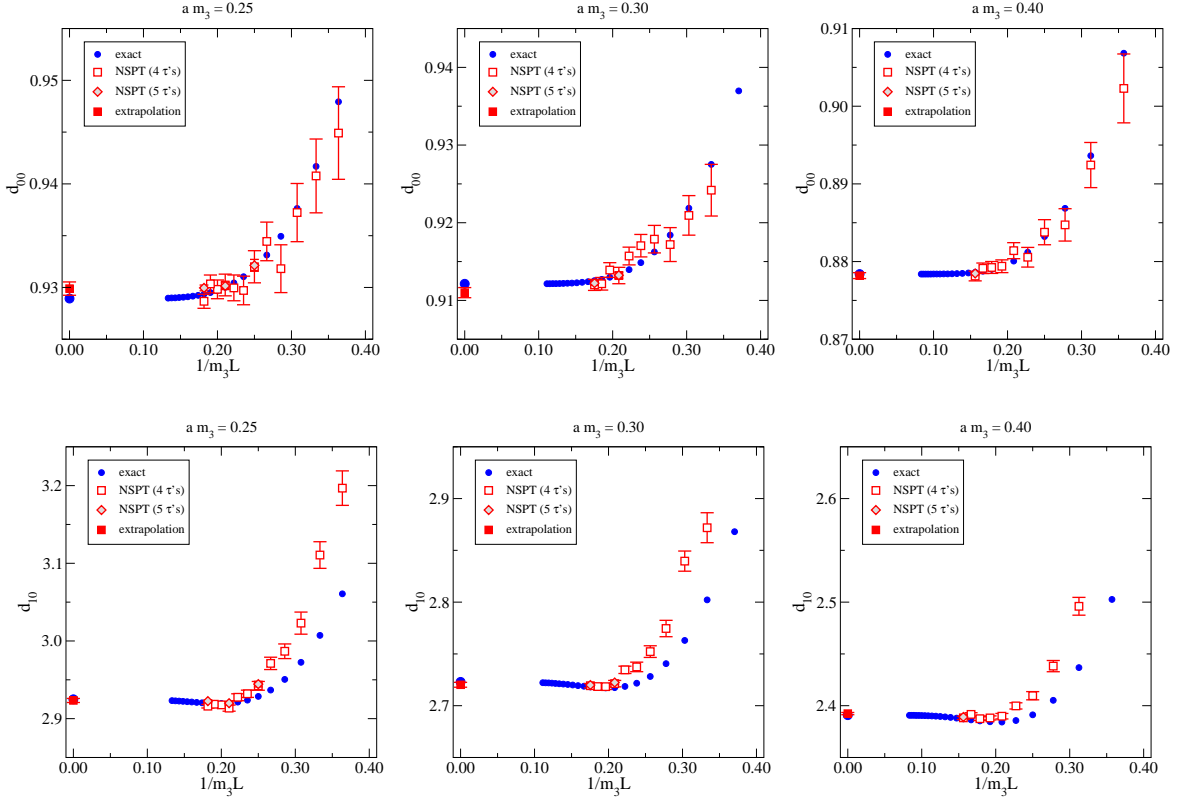 a m3 = 0.25
0.95
0.94
0.93
d00
exact
NSPT (4 τ's)
NSPT (5 τ's)
extrapolation
0.00 0.10 0.20 0.30 0.40
1/m3L
a m3 = 0.30
0.94
0.93
0.92
0.91
d00
exact
NSPT (4 τ's)
NSPT (5 τ's)
extrapolation
0.00 0.10 0.20 0.30 0.40
1/m3L
a m3 = 0.40
0.91
0.90
0.89
0.88
0.87
d00
exact
NSPT (4 τ's)
NSPT (5 τ's)
extrapolation
0.00 0.10 0.20 0.30 0.40
1/m3L
a m3 = 0.25
3.2
3.1
3.0
2.9
d10
exact
NSPT (4 τ's)
NSPT (5 τ's)
extrapolation
0.00 0.10 0.20 0.30 0.40
1/m3L
a m3 = 0.30
2.9
2.8
2.7
d10
exact
NSPT (4 τ's)
NSPT (5 τ's)
extrapolation
0.00 0.10 0.20 0.30 0.40
1/m3L
a m3 = 0.40
2.6
2.5
2.4
d10
exact
NSPT (4 τ's)
NSPT (5 τ's)
extrapolation
0.00 0.10 0.20 0.30 0.40
1/m3L